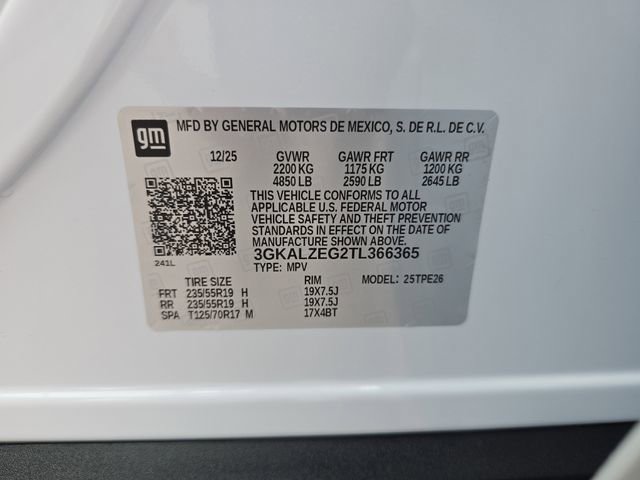 gm MFD BY GENERAL MOTORS DE MEXICO, S. DE R.L. DE C.V.
12/25 GVWR GAWR FRT GAWR RR
2200 KG 1175 KG 1200 KG
4850 LB 2590 LB 2645 LB
THIS VEHICLE CONFORMS TO ALL
APPLICABLE U.S. FEDERAL MOTOR
VEHICLE SAFETY AND THEFT PREVENTION
STANDARDS IN EFFECT ON THE DATE OF
MANUFACTURE SHOWN ABOVE.
241L 3GKALZEG2TL366365
TYPE: MPV MODEL: 25TPE26
TIRE SIZE RIM
FRT 235/55R19 H 19X7.5J
RR 235/55R19 H 19X7.5J
SPA T125/70R17 M 17X4BT